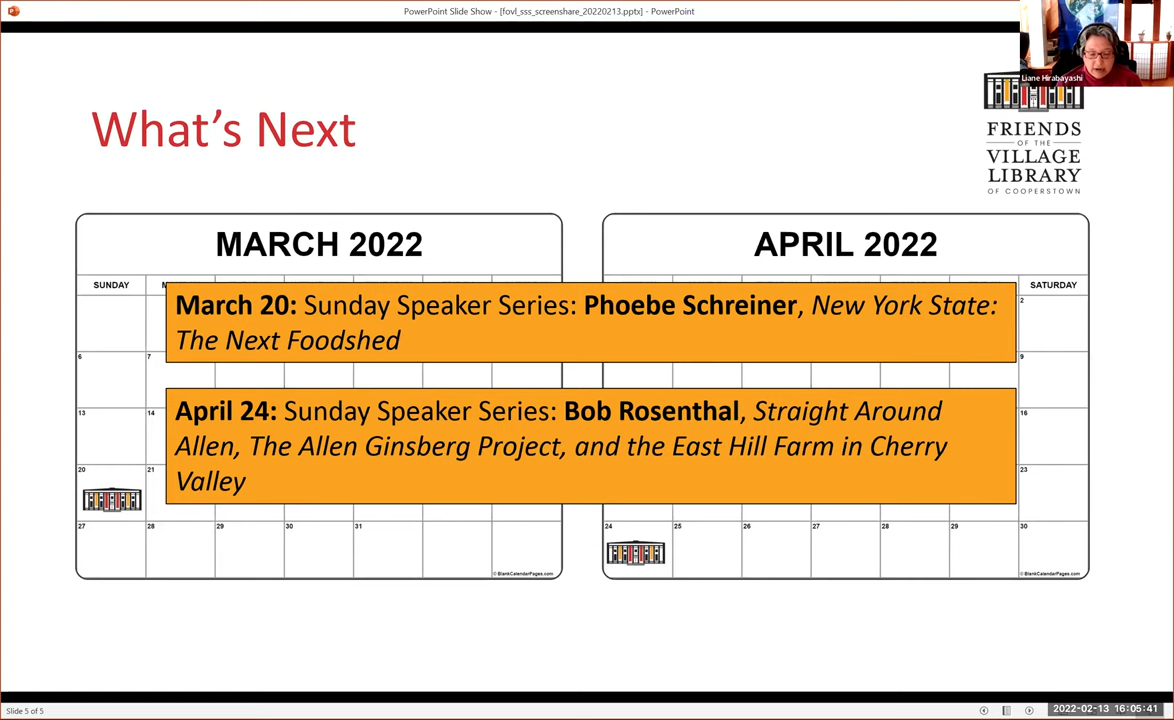 PowerPoint Slide Show - [fovl_sss_screenshare_20220213.pptx] - PowerPoint
Liane Hirabayashi
What's Next
FRIENDS
OF THE
VILLAGE
LIBRARY
OF COOPERSTOWN
MARCH 2022
APRIL 2022
SUNDAY
M
SATURDAY
March 20: Sunday Speaker Series: Phoebe Schreiner, New York State:
The Next Foodshed
2
6 7
9
April 24: Sunday Speaker Series: Bob Rosenthal, Straight Around
Allen, The Allen Ginsberg Project, and the East Hill Farm in Cherry
Valley
13 14
16
20 21
23
27 28 29 30 31
24 25 26 27 28 29 30
© BlankCalendarPages.com
© BlankCalendarPages.com
Slide 5 of 5
2022-02-13 16:05:41